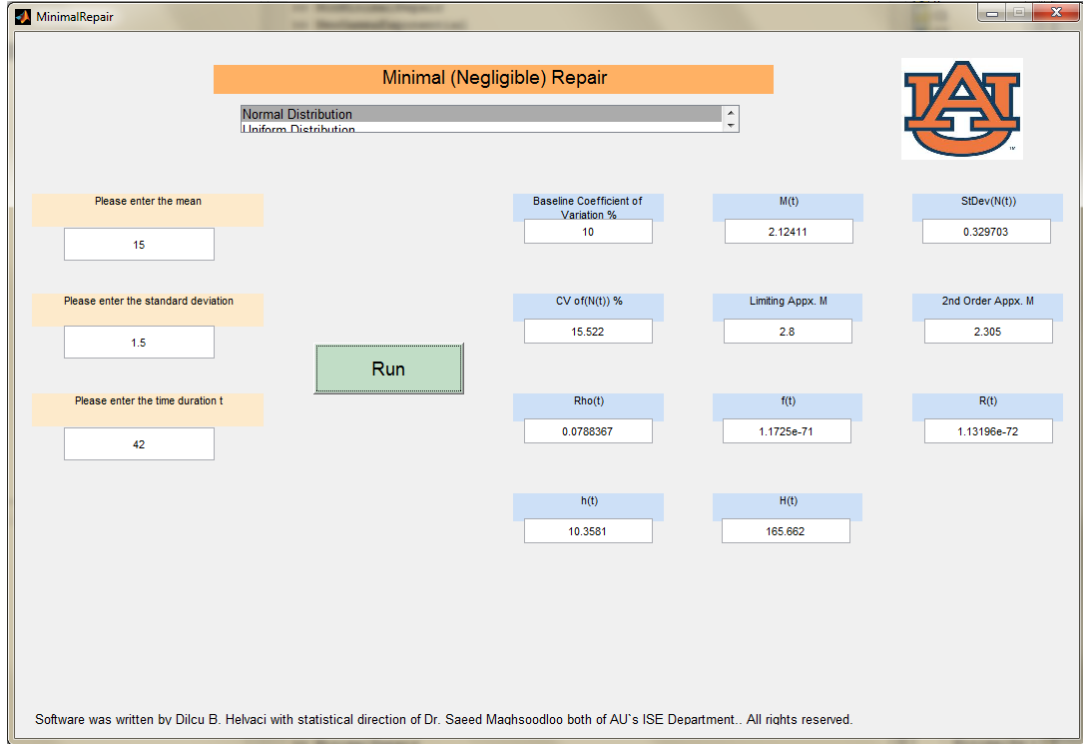 MinimalRepair
Minimal (Negligible) Repair
Normal Distribution
Uniform Distribution
Please enter the mean
15
Please enter the standard deviation
1.5
Please enter the time duration t
42
Run
Baseline Coefficient of
Variation %
10
M(t)
2.12411
StDev(N(t))
0.329703
CV of(N(t)) %
15.522
Limiting Appx. M
2.8
2nd Order Appx. M
2.305
Rho(t)
0.0788367
f(t)
1.1725e-71
R(t)
1.13196e-72
h(t)
10.3581
H(t)
165.662
Software was written by Dilcu B. Helvaci with statistical direction of Dr. Saeed Maghsoodloo both of AU`s ISE Department.. All rights reserved.